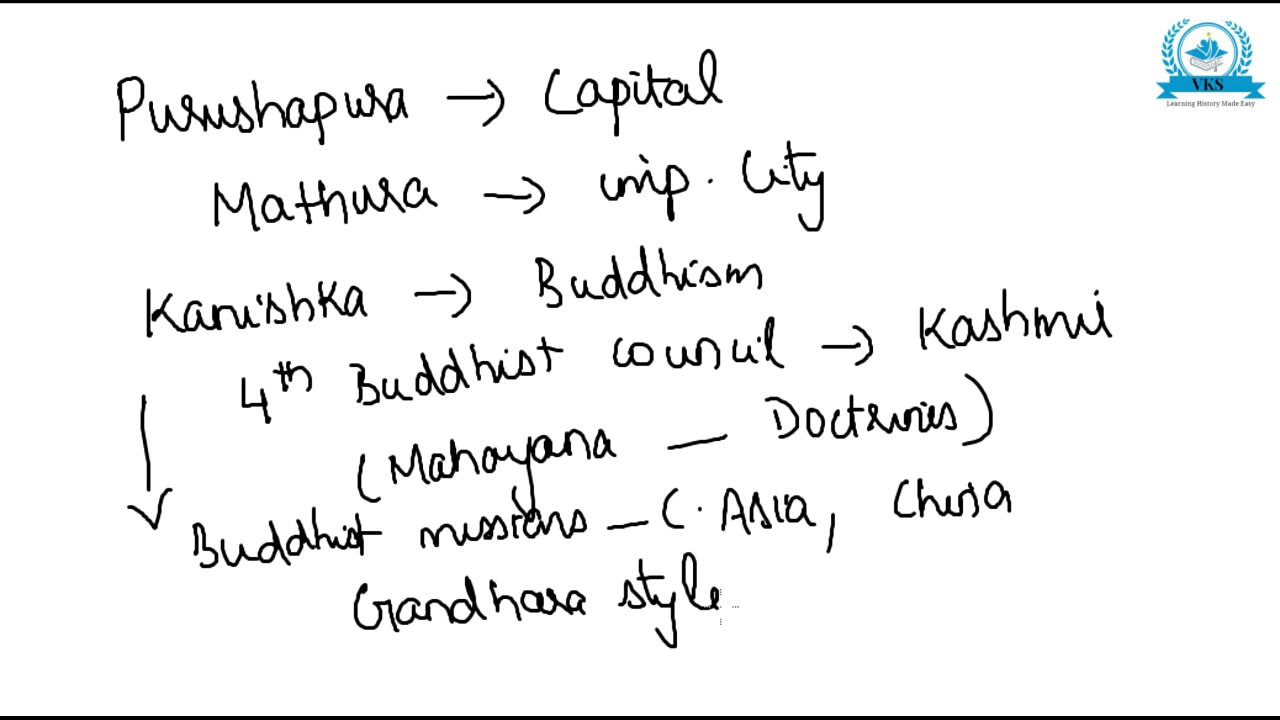 VKS
Learning History Made Easy
Purushapura → Capital
Mathura → imp. City
Kanishka → Buddhism
4th Buddhist council → Kashmir
(Mahayana — Doctrines)
Buddhist missions — C. Asia, China
Gandhara style